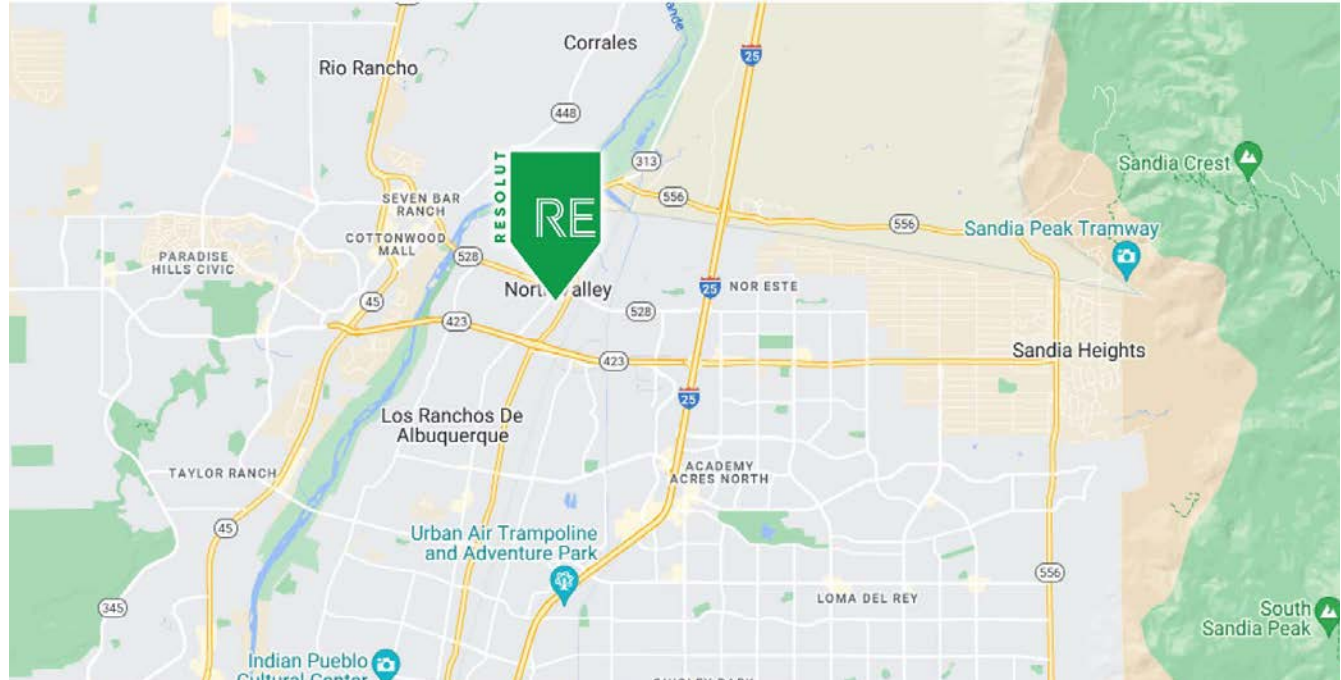 ande
Corrales
25
Rio Rancho
448
313
Sandia Crest
RESOLUT
RE
SEVEN BAR
RANCH
556
556
Sandia Peak Tramway
COTTONWOOD
MALL
PARADISE
HILLS CIVIC
528
North Valley
25
NOR ESTE
45
528
423
423
Sandia Heights
25
Los Ranchos De
Albuquerque
TAYLOR RANCH
ACADEMY
ACRES NORTH
45
Urban Air Trampoline
and Adventure Park
556
345
LOMA DEL REY
South
Sandia Peak
Indian Pueblo
Cultural Center